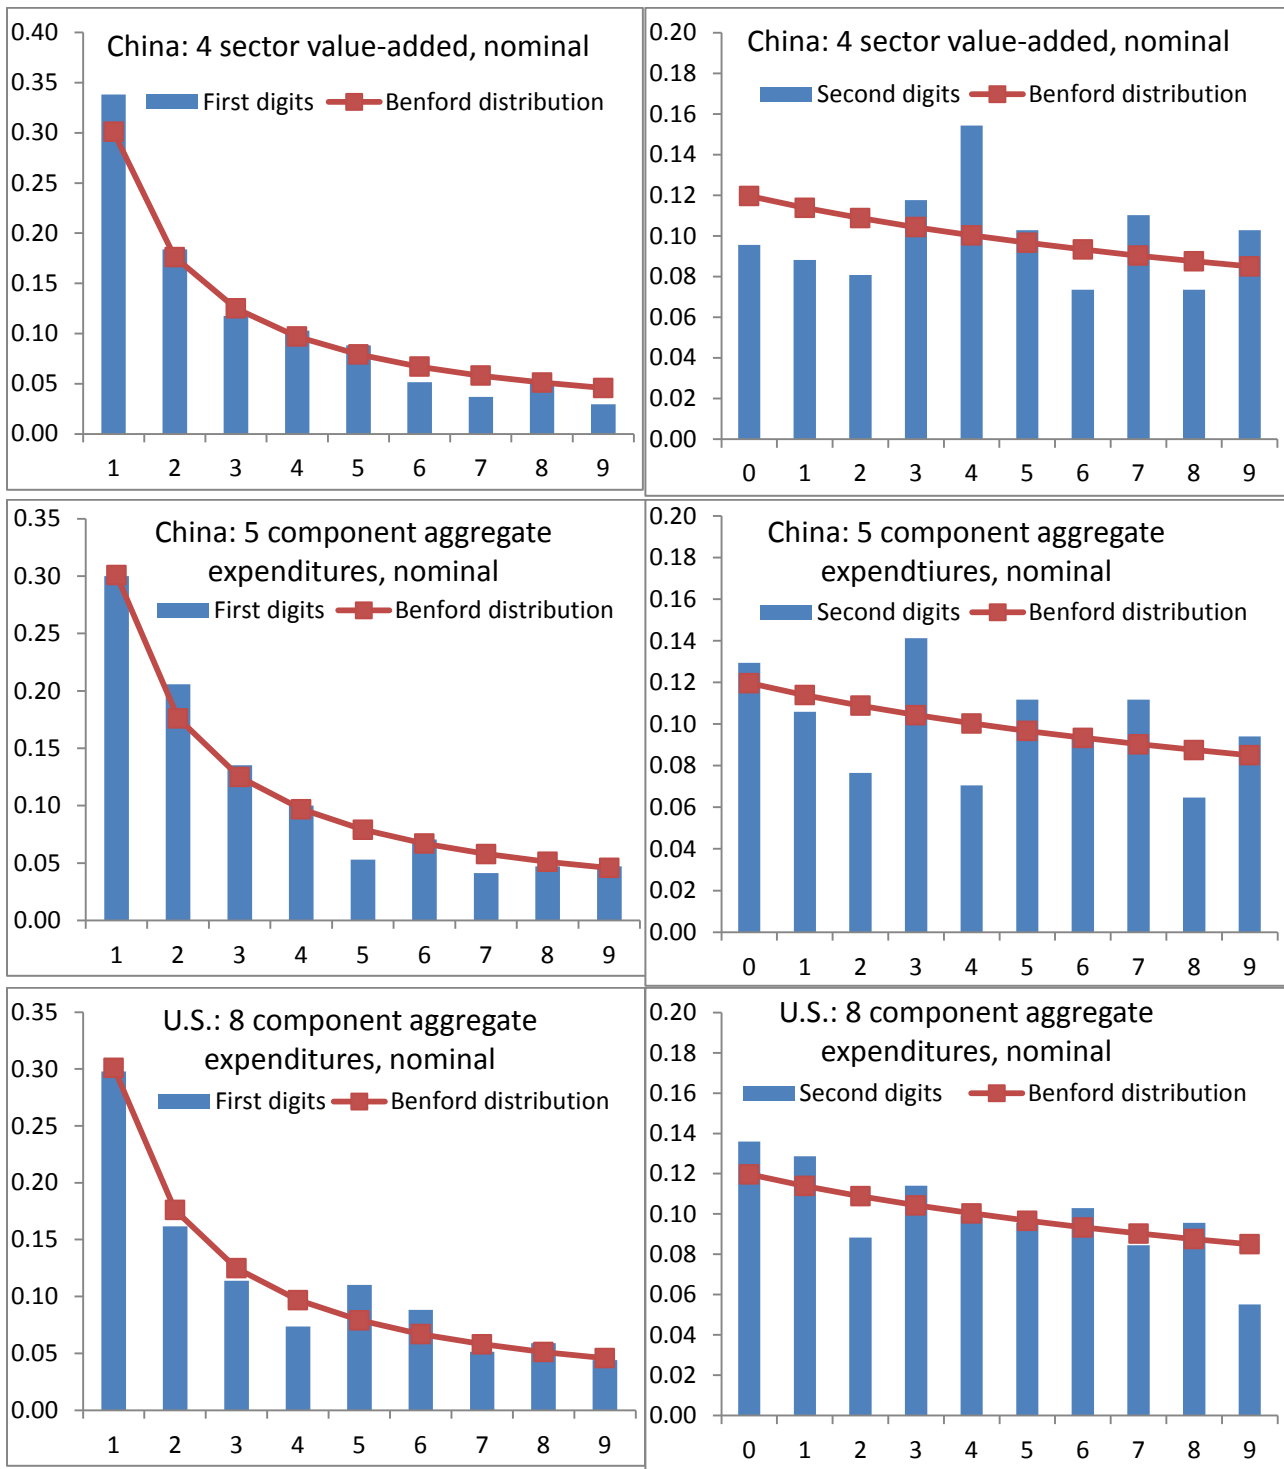 China: 4 sector value-added, nominal
First digits Benford distribution
0.40
0.35
0.30
0.25
0.20
0.15
0.10
0.05
0.00
1 2 3 4 5 6 7 8 9
China: 4 sector value-added, nominal
Second digits Benford distribution
0.20
0.18
0.16
0.14
0.12
0.10
0.08
0.06
0.04
0.02
0.00
0 1 2 3 4 5 6 7 8 9
China: 5 component aggregate
expenditures, nominal
First digits Benford distribution
0.35
0.30
0.25
0.20
0.15
0.10
0.05
0.00
1 2 3 4 5 6 7 8 9
China: 5 component aggregate
expendtiures, nominal
Second digits Benford distribution
0.20
0.18
0.16
0.14
0.12
0.10
0.08
0.06
0.04
0.02
0.00
0 1 2 3 4 5 6 7 8 9
U.S.: 8 component aggregate
expenditures, nominal
First digits Benford distribution
0.35
0.30
0.25
0.20
0.15
0.10
0.05
0.00
1 2 3 4 5 6 7 8 9
U.S.: 8 component aggregate
expenditures, nominal
Second digits Benford distribution
0.20
0.18
0.16
0.14
0.12
0.10
0.08
0.06
0.04
0.02
0.00
0 1 2 3 4 5 6 7 8 9